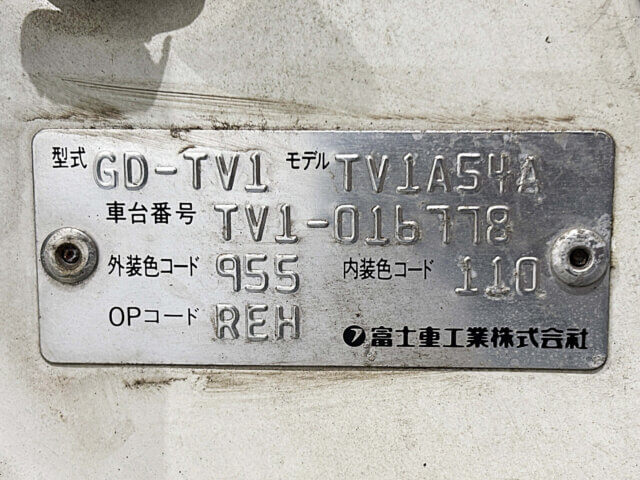 型式 GD-TV1 モデル TV1A54A
車台番号 TV1-016778
外装色コード 955 内装色コード 110
OPコード REH
富士重工業株式会社